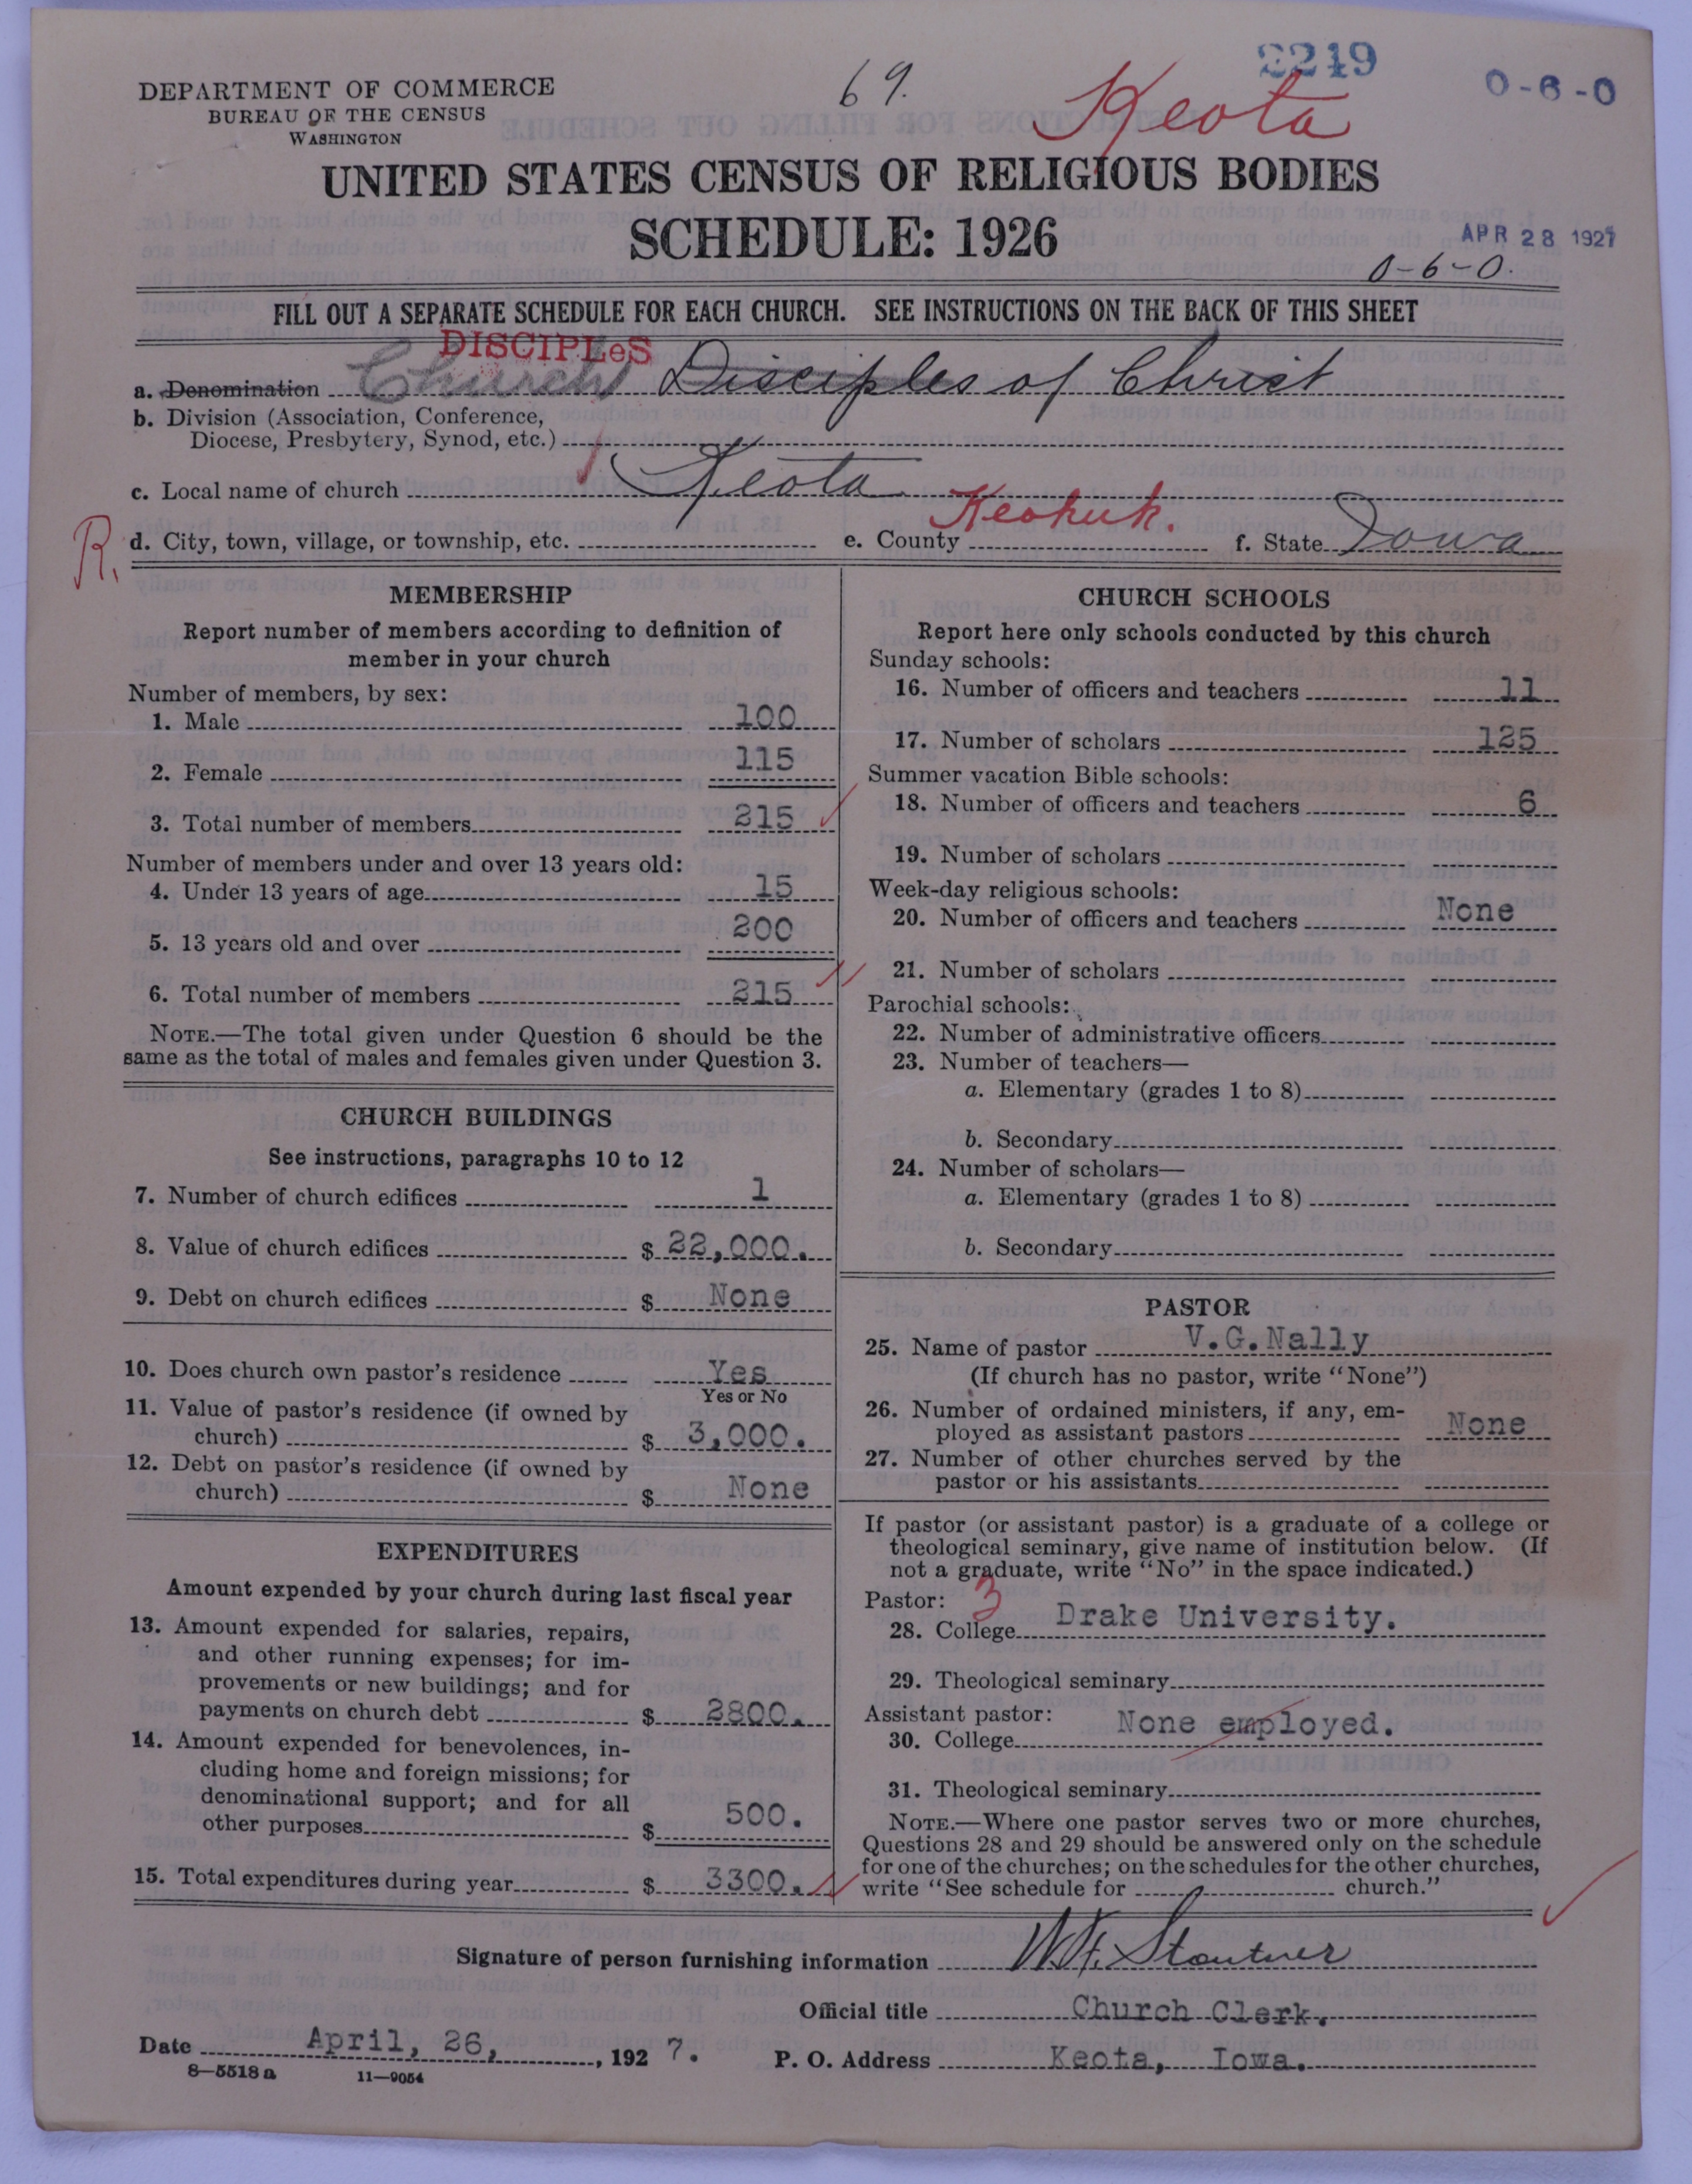 2249
69.
Keota
0-6-0
DEPARTMENT OF COMMERCE
BUREAU OF THE CENSUS
WASHINGTON
UNITED STATES CENSUS OF RELIGIOUS BODIES
SCHEDULE: 1926
APR 28 1927
0-6-0.
FILL OUT A SEPARATE SCHEDULE FOR EACH CHURCH. SEE INSTRUCTIONS ON THE BACK OF THIS SHEET
DISCIPLeS
a. Denomination Church Disciples of Christ
b. Division (Association, Conference,
Diocese, Presbytery, Synod, etc.)
c. Local name of church Keota
R. d. City, town, village, or township, etc. e. County Keokuk. f. State Iowa
MEMBERSHIP
Report number of members according to definition of
member in your church
Number of members, by sex:
1. Male 100
2. Female 115
3. Total number of members 215
Number of members under and over 13 years old:
4. Under 13 years of age 15
5. 13 years old and over 200
6. Total number of members 215
NOTE.—The total given under Question 6 should be the
same as the total of males and females given under Question 3.
CHURCH BUILDINGS
See instructions, paragraphs 10 to 12
7. Number of church edifices 1
8. Value of church edifices $ 22,000.
9. Debt on church edifices $ None
10. Does church own pastor's residence Yes
Yes or No
11. Value of pastor's residence (if owned by
church) $ 3,000.
12. Debt on pastor's residence (if owned by
church) $ None
EXPENDITURES
Amount expended by your church during last fiscal year
13. Amount expended for salaries, repairs,
and other running expenses; for im-
provements or new buildings; and for
payments on church debt $ 2800.
14. Amount expended for benevolences, in-
cluding home and foreign missions; for
denominational support; and for all
other purposes $ 500.
15. Total expenditures during year $ 3300.
CHURCH SCHOOLS
Report here only schools conducted by this church
Sunday schools:
16. Number of officers and teachers 11
17. Number of scholars 125
Summer vacation Bible schools:
18. Number of officers and teachers 6
19. Number of scholars
Week-day religious schools:
20. Number of officers and teachers None
21. Number of scholars
Parochial schools:
22. Number of administrative officers
23. Number of teachers—
a. Elementary (grades 1 to 8)
b. Secondary
24. Number of scholars—
a. Elementary (grades 1 to 8)
b. Secondary
PASTOR
25. Name of pastor V.G.Nally
(If church has no pastor, write "None")
26. Number of ordained ministers, if any, em-
ployed as assistant pastors None
27. Number of other churches served by the
pastor or his assistants
If pastor (or assistant pastor) is a graduate of a college or
theological seminary, give name of institution below. (If
not a graduate, write "No" in the space indicated.)
Pastor: 3
28. College Drake University.
29. Theological seminary
Assistant pastor:
30. College None employed.
31. Theological seminary
NOTE.—Where one pastor serves two or more churches,
Questions 28 and 29 should be answered only on the schedule
for one of the churches; on the schedules for the other churches,
write "See schedule for church."
Signature of person furnishing information W.H. Stoutner
Official title Church Clerk.
Date April, 26, , 192 7. P. O. Address Keota, Iowa.
8—5518a 11—9054